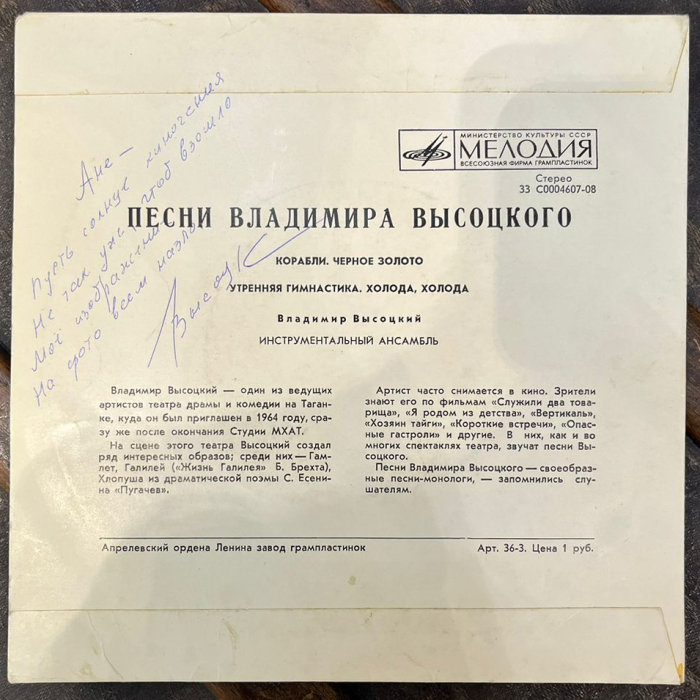 Ане —
Пусть солнце киногения
Не так уж чтоб взошло
Моё изображение
На фото всем назло
Высоцк
МИНИСТЕРСТВО КУЛЬТУРЫ СССР
МЕЛОДИЯ
ВСЕСОЮЗНАЯ ФИРМА ГРАМПЛАСТИНОК
Стерео
33 С0004607-08
ПЕСНИ ВЛАДИМИРА ВЫСОЦКОГО
КОРАБЛИ. ЧЕРНОЕ ЗОЛОТО
УТРЕННЯЯ ГИМНАСТИКА. ХОЛОДА, ХОЛОДА
Владимир Высоцкий
ИНСТРУМЕНТАЛЬНЫЙ АНСАМБЛЬ
Владимир Высоцкий — один из ведущих
артистов театра драмы и комедии на Таган-
ке, куда он был приглашен в 1964 году, сра-
зу же после окончания Студии МХАТ.
На сцене этого театра Высоцкий создал
ряд интересных образов; среди них — Гам-
лет, Галилей («Жизнь Галилея» Б. Брехта),
Хлопуша из драматической поэмы С. Есени-
на «Пугачев».
Артист часто снимается в кино. Зрители
знают его по фильмам «Служили два това-
рища», «Я родом из детства», «Вертикаль»,
«Хозяин тайги», «Короткие встречи», «Опас-
ные гастроли» и другие. В них, как и во
многих спектаклях театра, звучат песни Вы-
соцкого.
Песни Владимира Высоцкого — своеобраз-
ные песни-монологи, — запомнились слу-
шателям.
Апрелевский ордена Ленина завод грампластинок
Арт. 36-3. Цена 1 руб.